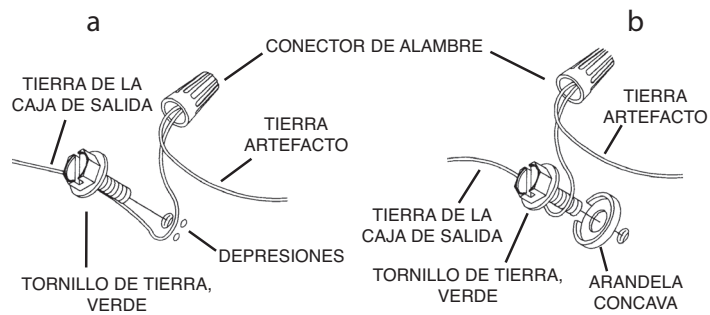 a
b
CONECTOR DE ALAMBRE
TIERRA DE LA
CAJA DE SALIDA
TIERRA
ARTEFACTO
TIERRA
ARTEFACTO
TIERRA DE LA
CAJA DE SALIDA
DEPRESIONES
TORNILLO DE TIERRA,
VERDE
TORNILLO DE TIERRA,
VERDE
ARANDELA
CONCAVA